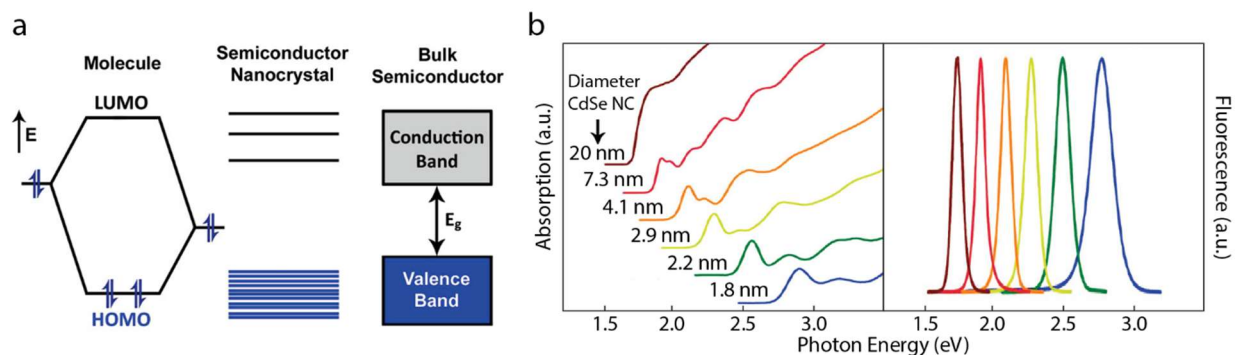 a
Molecule
LUMO
E
HOMO
Semiconductor
Nanocrystal
Bulk
Semiconductor
Conduction
Band
Eg
Valence
Band
b
Absorption (a.u.)
Diameter
CdSe NC
20 nm
7.3 nm
4.1 nm
2.9 nm
2.2 nm
1.8 nm
1.5 2.0 2.5 3.0
1.5 2.0 2.5 3.0
Photon Energy (eV)
Fluorescence (a.u.)